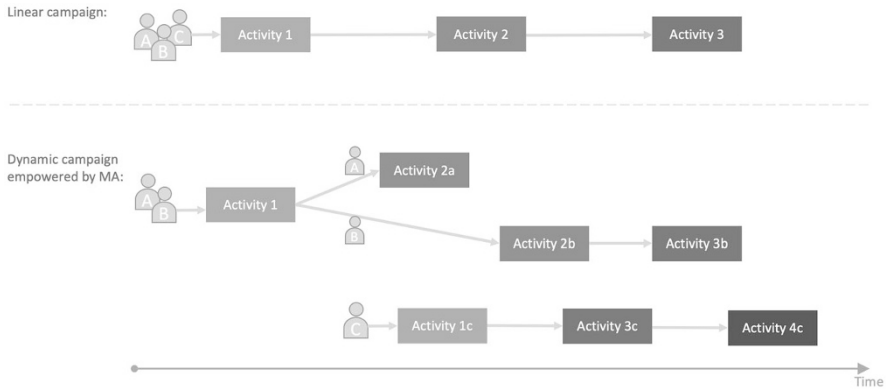 Linear campaign:
A
B
C
Activity 1
Activity 2
Activity 3
Dynamic campaign
empowered by MA:
A
B
Activity 1
A
Activity 2a
B
Activity 2b
Activity 3b
C
Activity 1c
Activity 3c
Activity 4c
Time